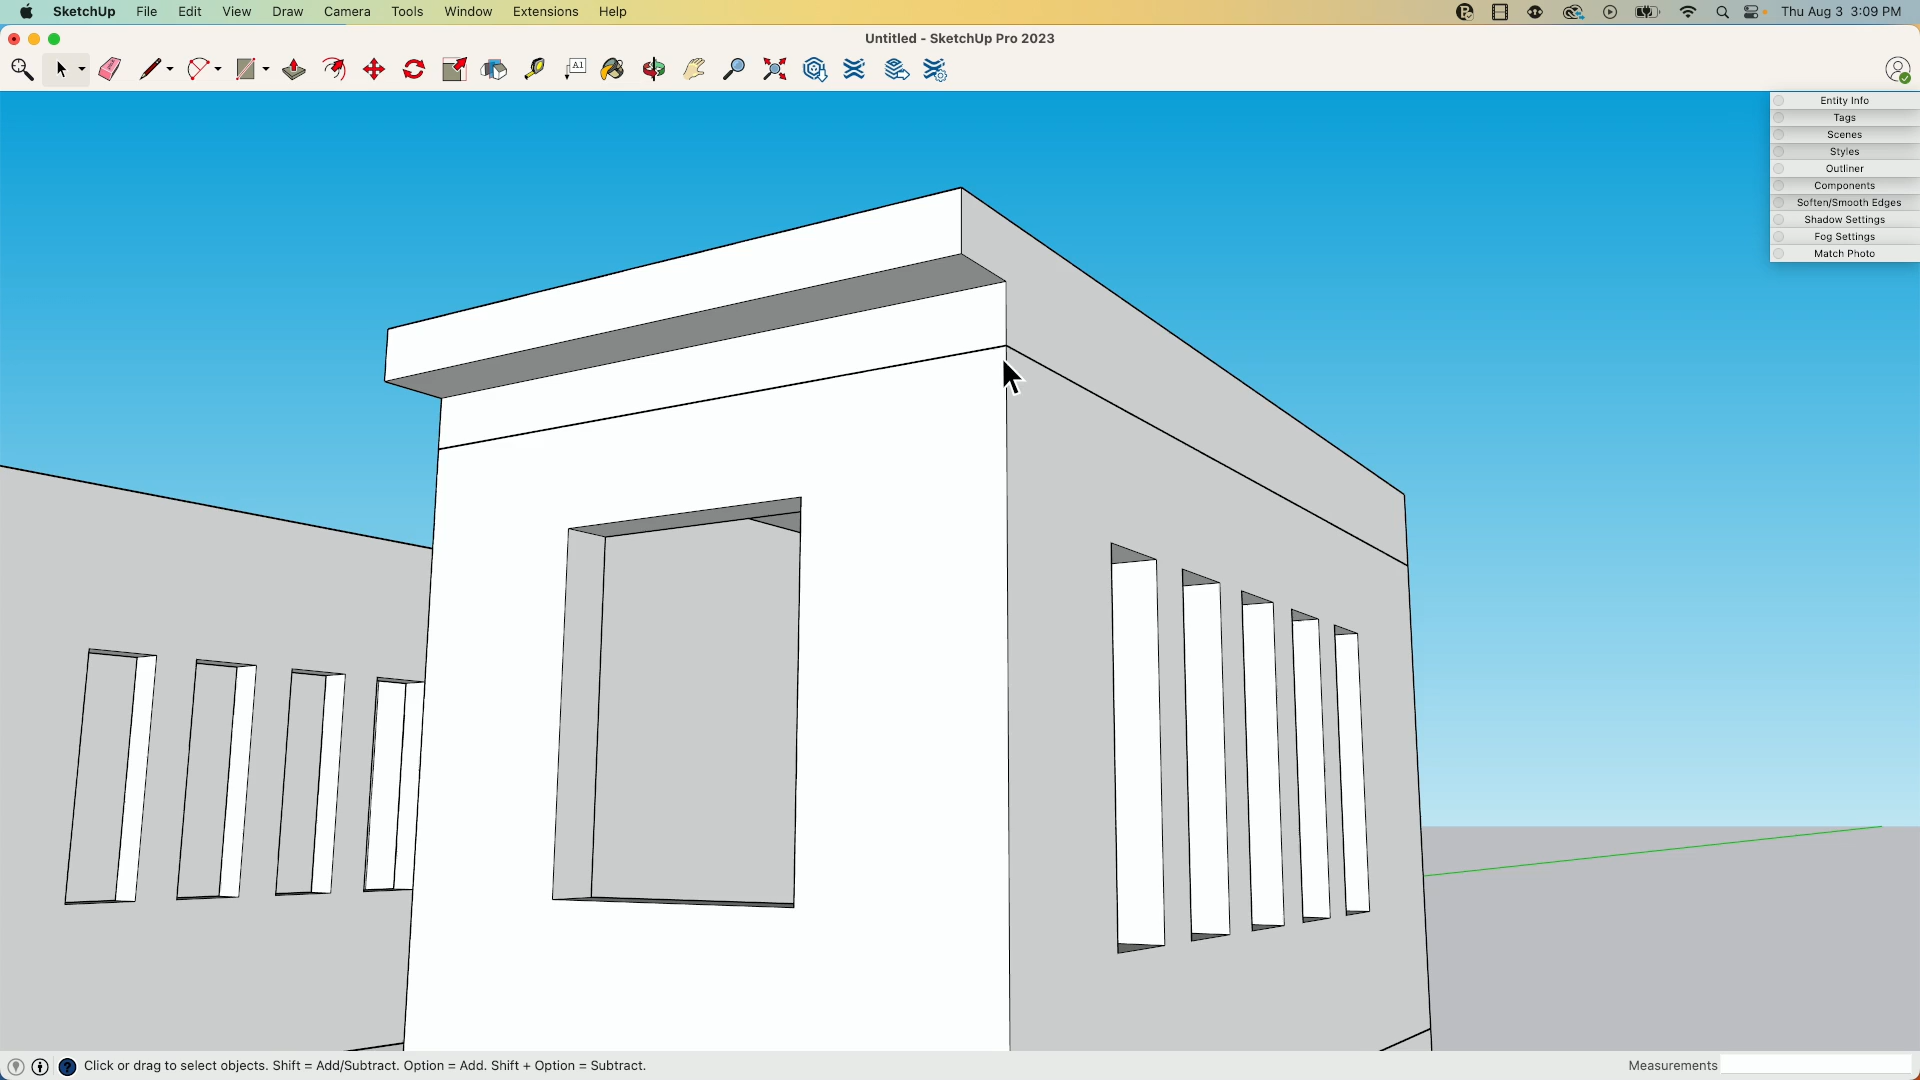 SketchUp File Edit View Draw Camera Tools Window Extensions Help Thu Aug 3 3:09 PM
Untitled - SketchUp Pro 2023
A1
Entity Info
Tags
Scenes
Styles
Outliner
Components
Soften/Smooth Edges
Shadow Settings
Fog Settings
Match Photo
? Click or drag to select objects. Shift = Add/Subtract. Option = Add. Shift + Option = Subtract. Measurements